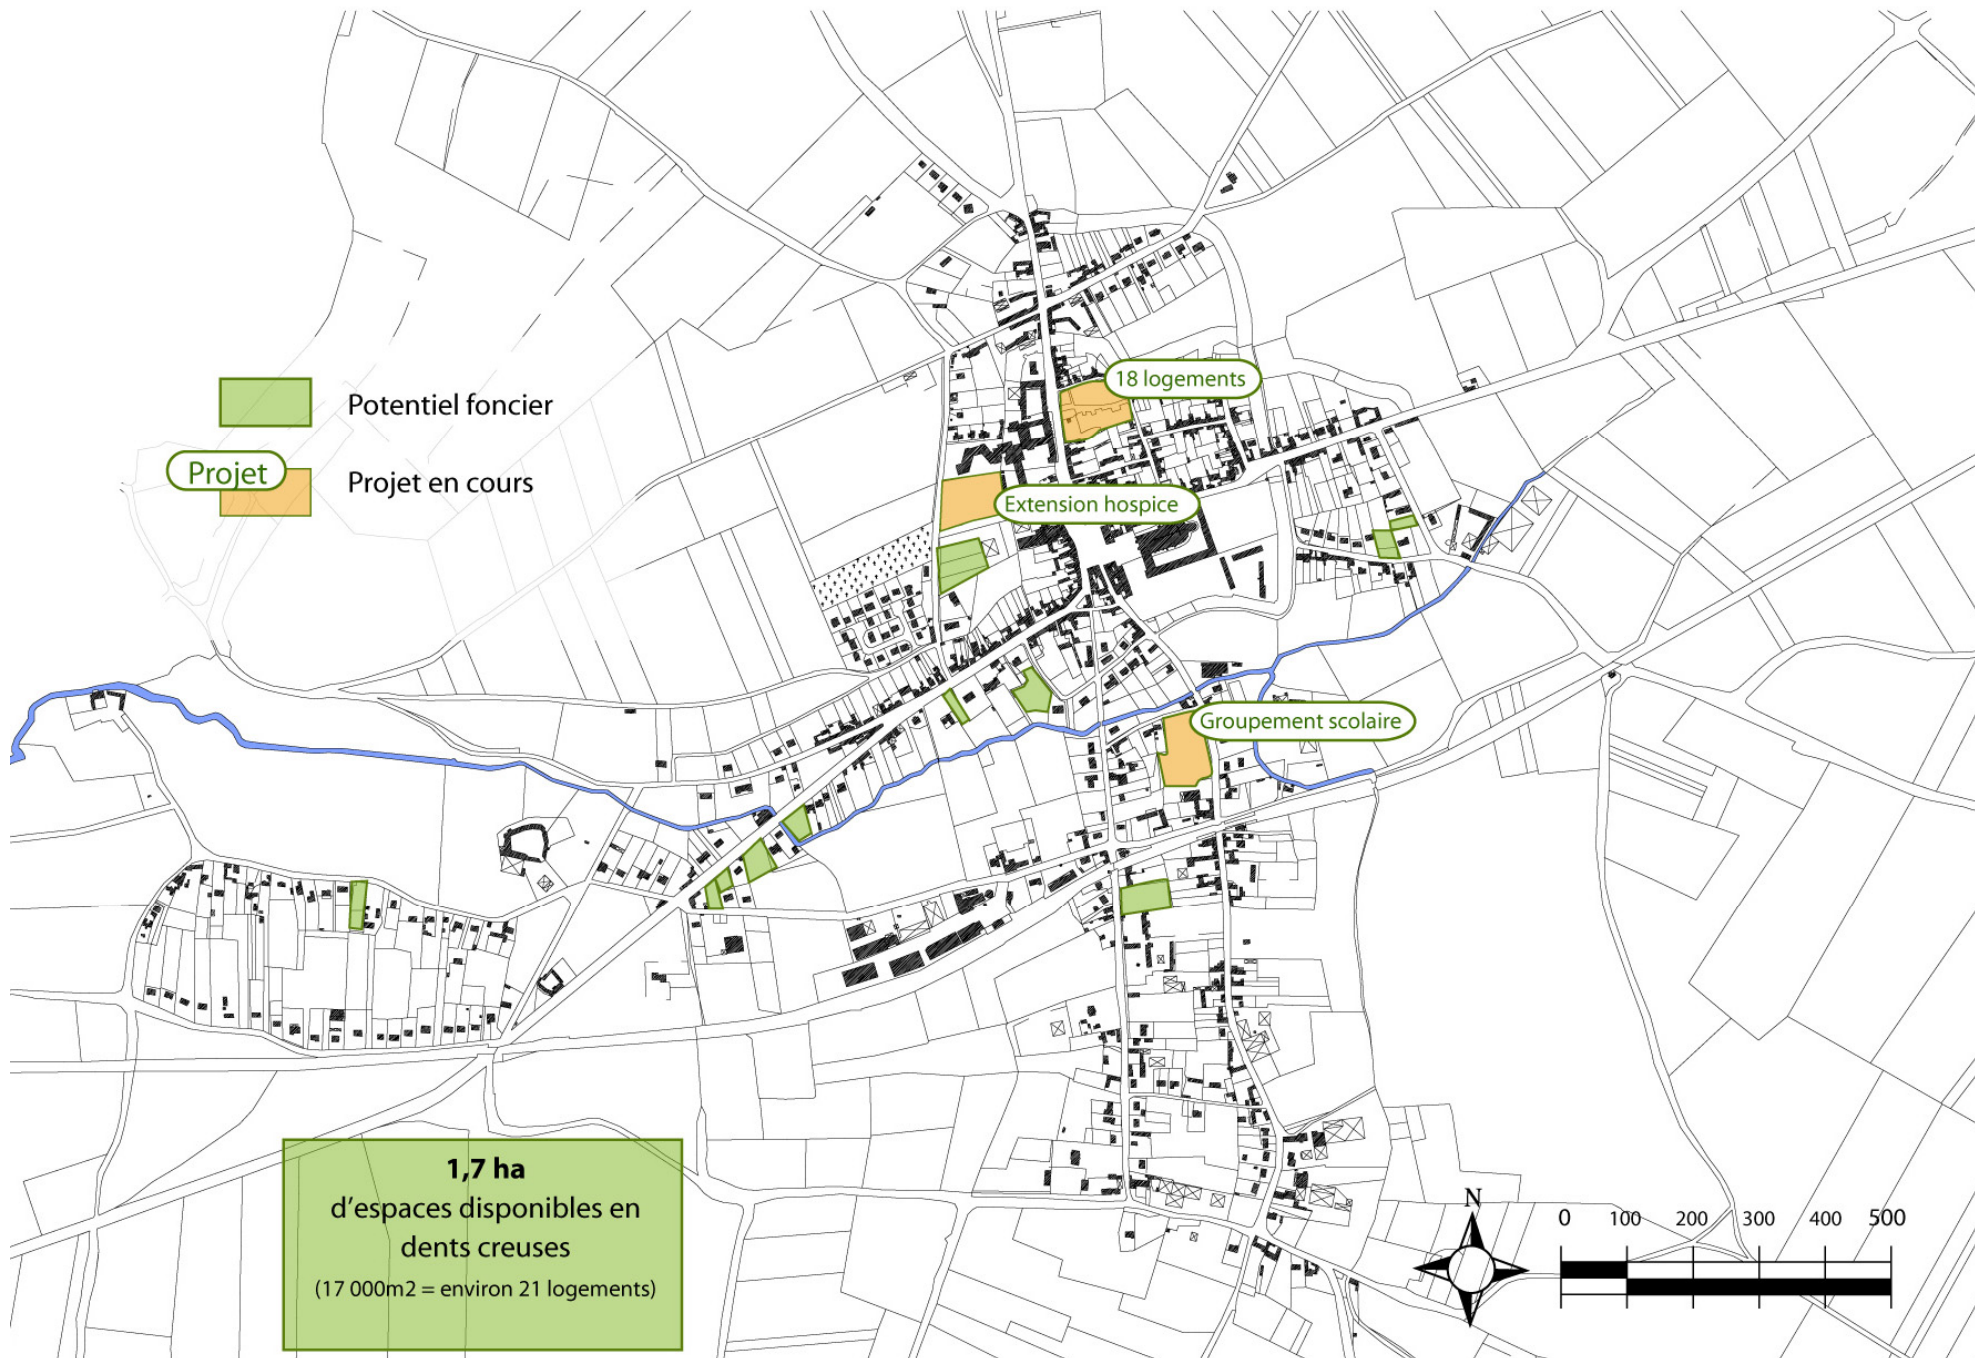 18 logements
Potentiel foncier
Projet
Projet en cours
Extension hospice
Groupement scolaire
1,7 ha
d'espaces disponibles en
dents creuses
(17 000m2 = environ 21 logements)
N
0 100 200 300 400 500